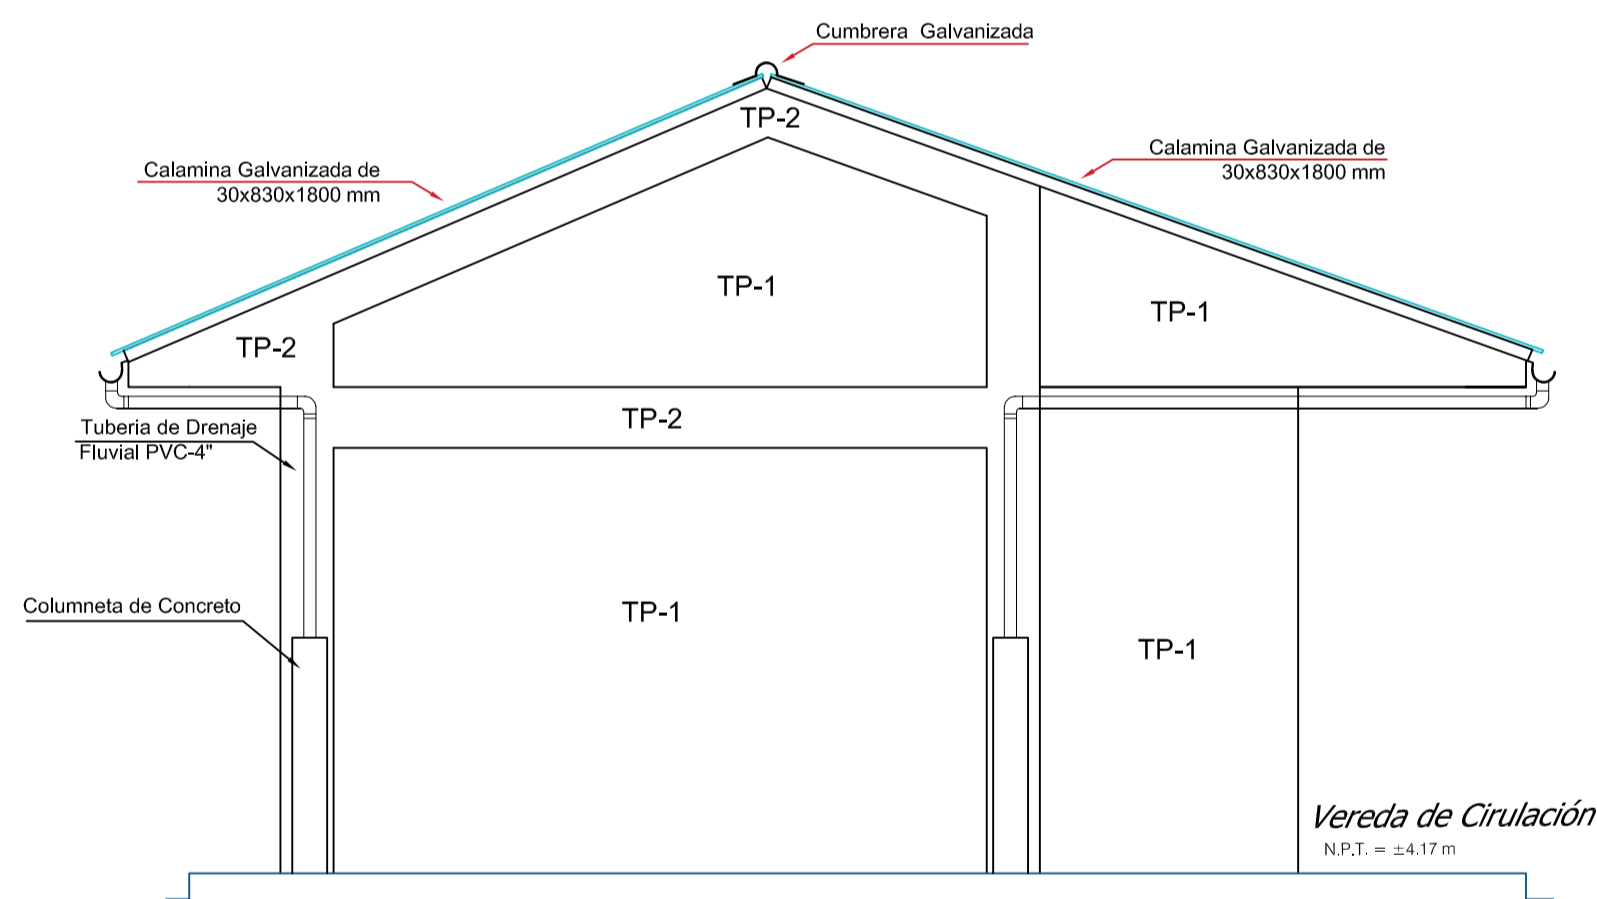 Cumbrera Galvanizada
TP-2
Calamina Galvanizada de
30x830x1800 mm
Calamina Galvanizada de
30x830x1800 mm
TP-1
TP-1
TP-2
TP-2
Tuberia de Drenaje
Fluvial PVC-4"
Columneta de Concreto
TP-1
TP-1
Vereda de Cirulación
N.P.T. = ±4.17 m